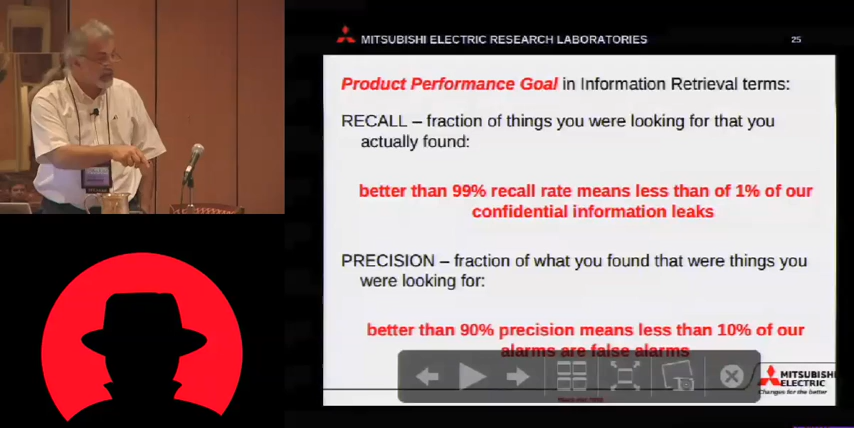 MITSUBISHI ELECTRIC RESEARCH LABORATORIES
25
Product Performance Goal in Information Retrieval terms:
RECALL – fraction of things you were looking for that you
actually found:
better than 99% recall rate means less than of 1% of our
confidential information leaks
PRECISION – fraction of what you found that were things you
were looking for:
better than 90% precision means less than 10% of our
alarms are false alarms
MITSUBISHI
ELECTRIC
Changes for the better